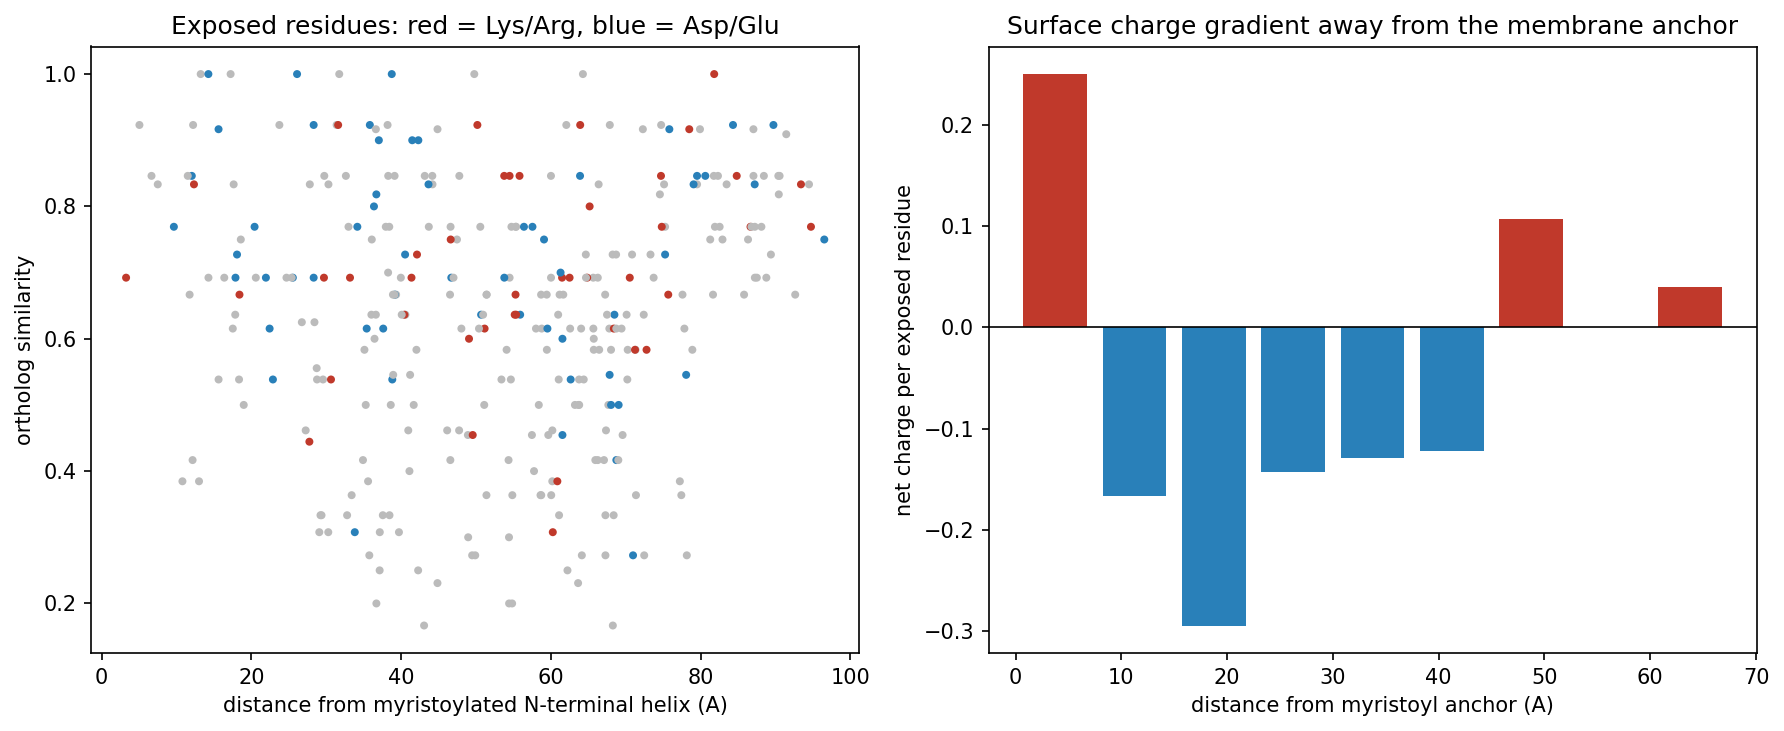 Exposed residues: red = Lys/Arg, blue = Asp/Glu
ortholog similarity
1.0
0.8
0.6
0.4
0.2
0 20 40 60 80 100
distance from myristoylated N-terminal helix (A)
Surface charge gradient away from the membrane anchor
net charge per exposed residue
0.2
0.1
0.0
−0.1
−0.2
−0.3
0 10 20 30 40 50 60 70
distance from myristoyl anchor (A)